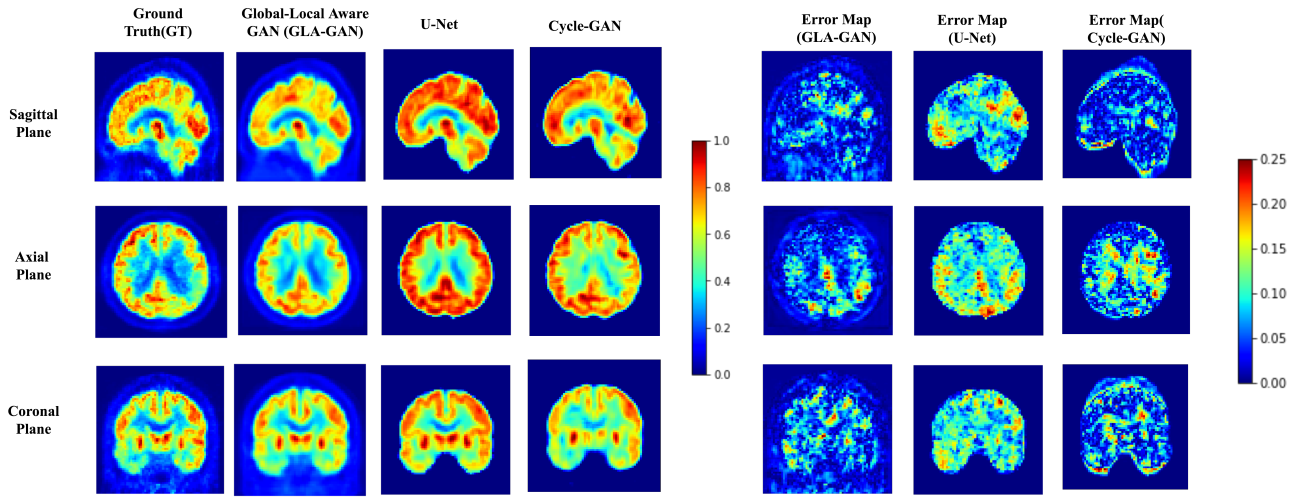 Ground
Truth(GT)
Global-Local Aware
GAN (GLA-GAN)
U-Net
Cycle-GAN
Error Map
(GLA-GAN)
Error Map
(U-Net)
Error Map(
Cycle-GAN)
Sagittal
Plane
Axial
Plane
Coronal
Plane
1.0
0.8
0.6
0.4
0.2
0.0
0.25
0.20
0.15
0.10
0.05
0.00